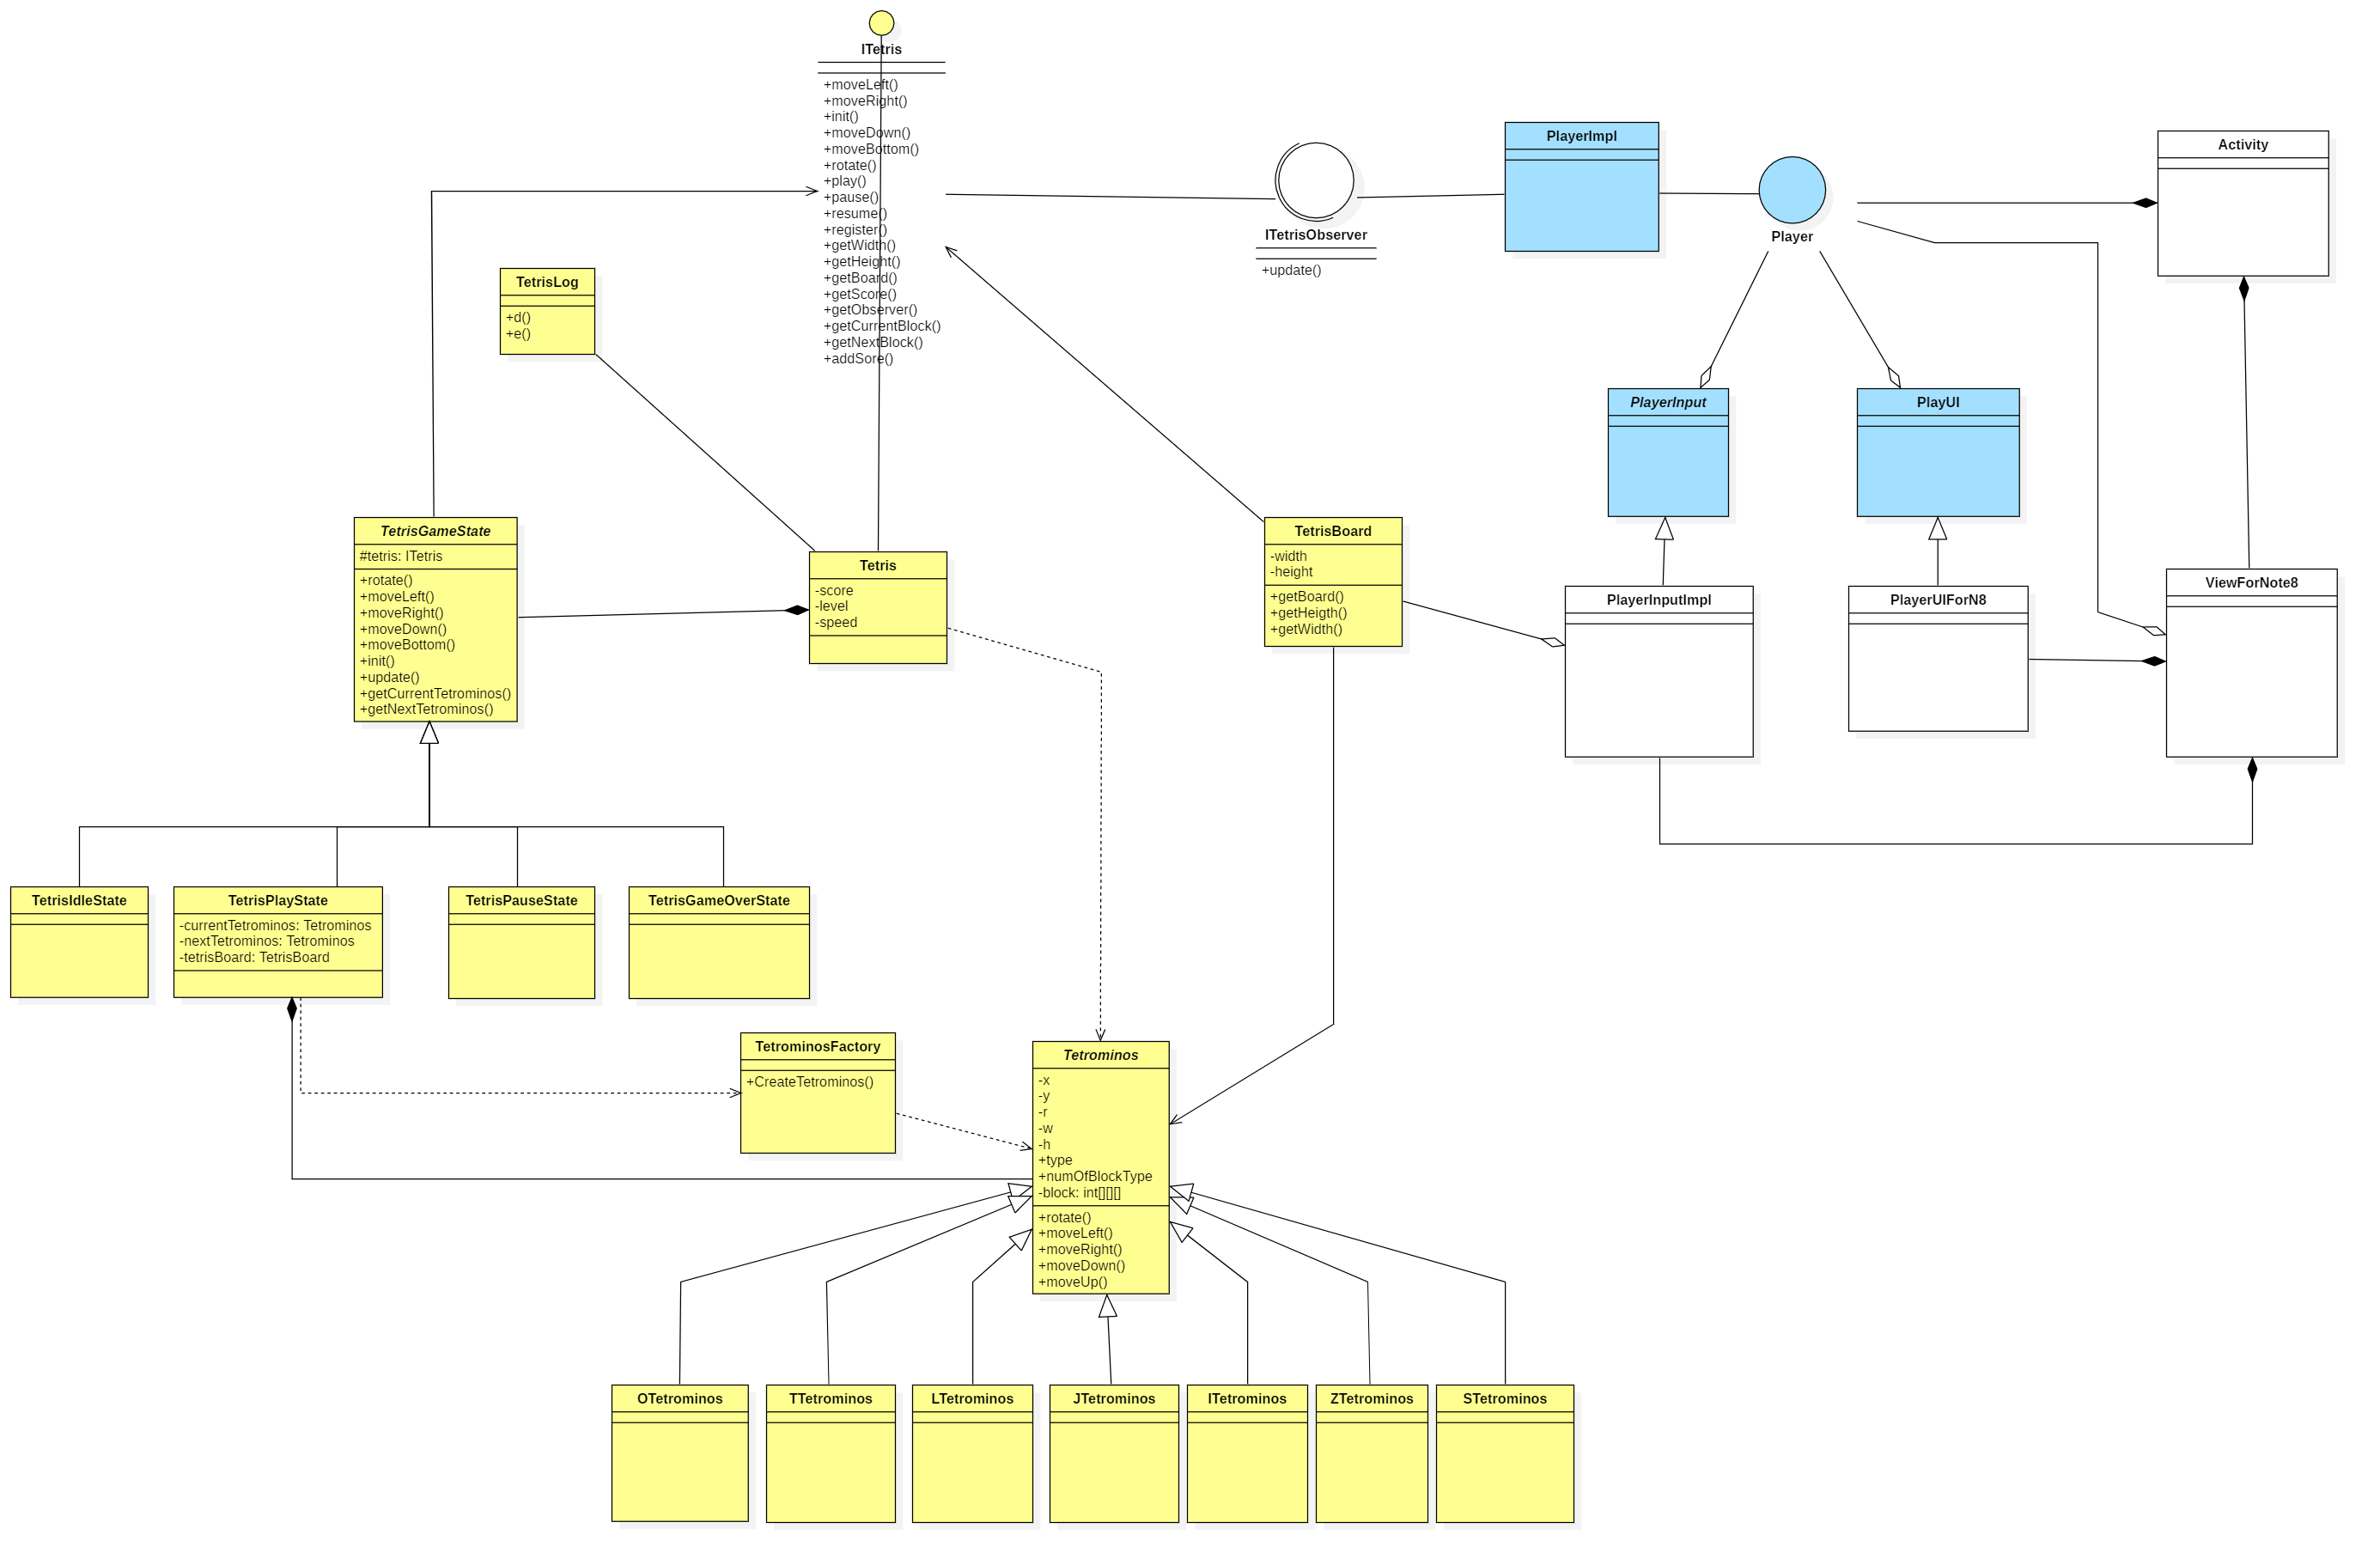 ITetris
+moveLeft()
+moveRight()
+init()
+moveDown()
+moveBottom()
+rotate()
+play()
+pause()
+resume()
+register()
+getWidth()
+getHeight()
+getBoard()
+getScore()
+getObserver()
+getCurrentBlock()
+getNextBlock()
+addSore()
ITetrisObserver
+update()
PlayerImpl
Player
Activity
TetrisLog
+d()
+e()
PlayerInput
PlayUI
TetrisGameState
#tetris: ITetris
+rotate()
+moveLeft()
+moveRight()
+moveDown()
+moveBottom()
+init()
+update()
+getCurrentTetrominos()
+getNextTetrominos()
Tetris
-score
-level
-speed
TetrisBoard
-width
-height
+getBoard()
+getHeigth()
+getWidth()
PlayerInputImpl
PlayerUIForN8
ViewForNote8
TetrisIdleState
TetrisPlayState
-currentTetrominos: Tetrominos
-nextTetrominos: Tetrominos
-tetrisBoard: TetrisBoard
TetrisPauseState
TetrisGameOverState
TetrominosFactory
+CreateTetrominos()
Tetrominos
-x
-y
-r
-w
-h
+type
+numOfBlockType
-block: int[][][]
+rotate()
+moveLeft()
+moveRight()
+moveDown()
+moveUp()
OTetrominos
TTetrominos
LTetrominos
JTetrominos
ITetrominos
ZTetrominos
STetrominos